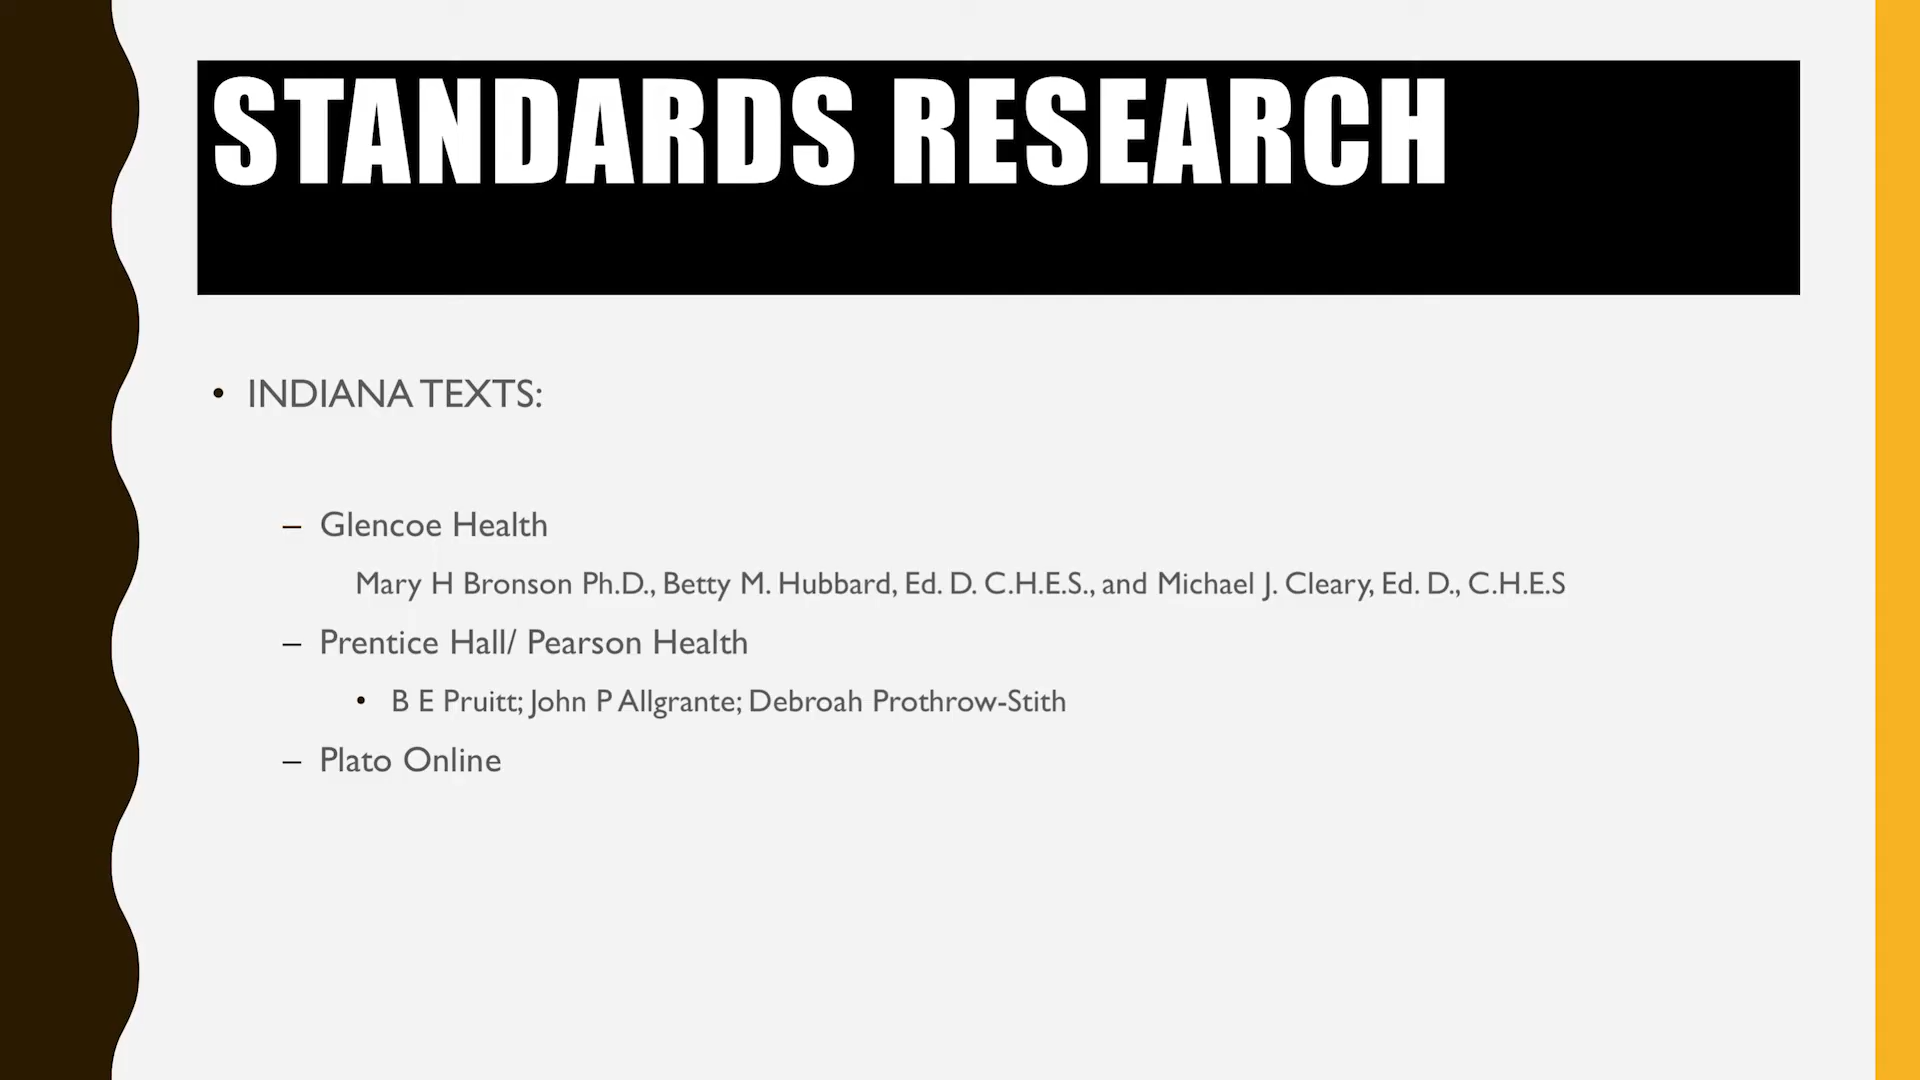 STANDARDS RESEARCH
• INDIANA TEXTS:
– Glencoe Health
Mary H Bronson Ph.D., Betty M. Hubbard, Ed. D. C.H.E.S., and Michael J. Cleary, Ed. D., C.H.E.S
– Prentice Hall/ Pearson Health
• B E Pruitt; John P Allgrante; Debroah Prothrow-Stith
– Plato Online